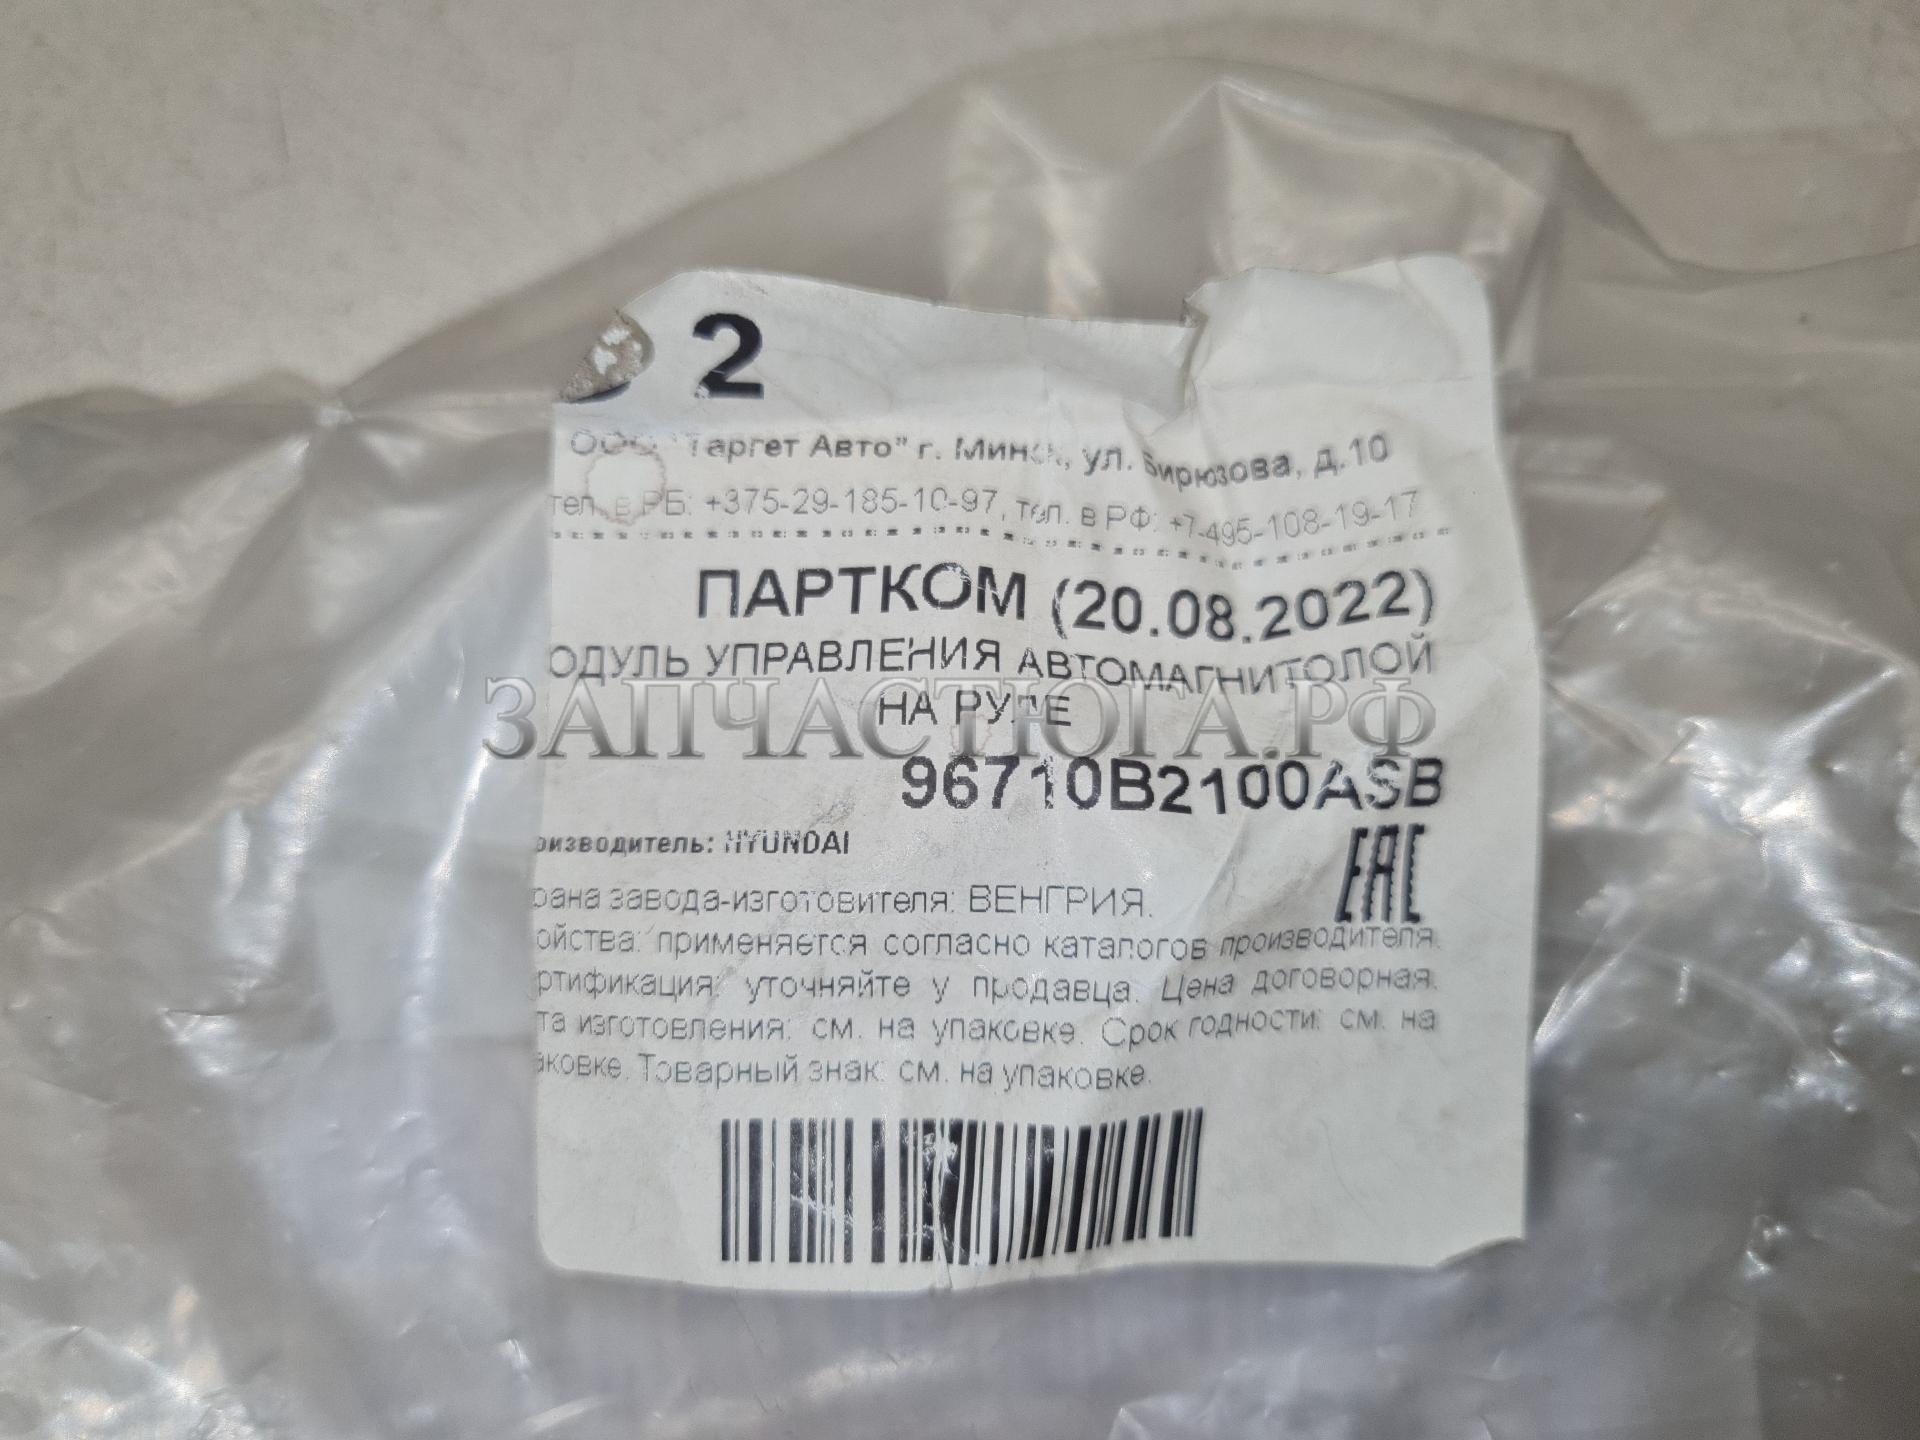 2
ООО "Таргет Авто" г. Минск, ул. Бирюзова, д.10
тел. в РБ: +375-29-185-10-97, тел. в РФ: +7-495-108-19-17
ПАРТКОМ (20.08.2022)
ОДУЛЬ УПРАВЛЕНИЯ АВТОМАГНИТОЛОЙ
НА РУЛЕ
ЗАПЧАСТЮГА.РФ
96710B2100ASB
оизводитель: HYUNDAI
EAC
рана завода-изготовителя: ВЕНГРИЯ.
ойства: применяется согласно каталогов производителя.
ртификация: уточняйте у продавца. Цена договорная.
та изготовления: см. на упаковке. Срок годности: см. на
аковке. Товарный знак: см. на упаковке.